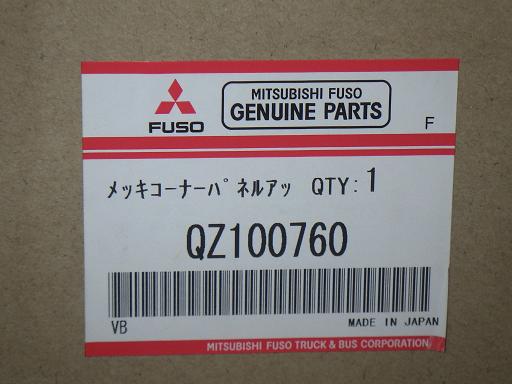 MITSUBISHI FUSO
GENUINE PARTS
FUSO
F
メッキコーナーパネルアッ QTY: 1
QZ100760
VB
MADE IN JAPAN
MITSUBISHI FUSO TRUCK & BUS CORPORATION